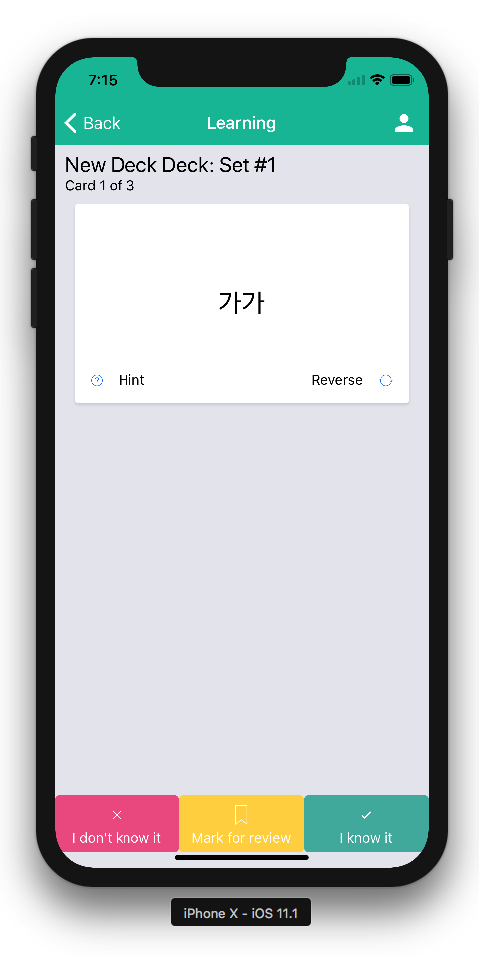 7:15
Back
Learning
New Deck Deck: Set #1
Card 1 of 3
가가
Hint
Reverse
I don't know it
Mark for review
I know it
iPhone X - iOS 11.1